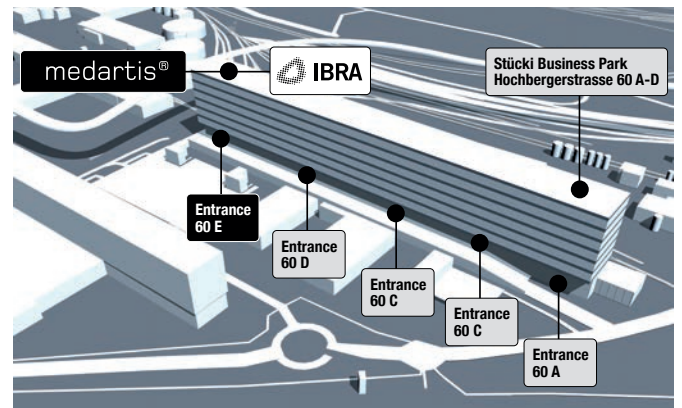 medartis®
IBRA
Stücki Business Park
Hochbergerstrasse 60 A-D
Entrance
60 E
Entrance
60 D
Entrance
60 C
Entrance
60 C
Entrance
60 A